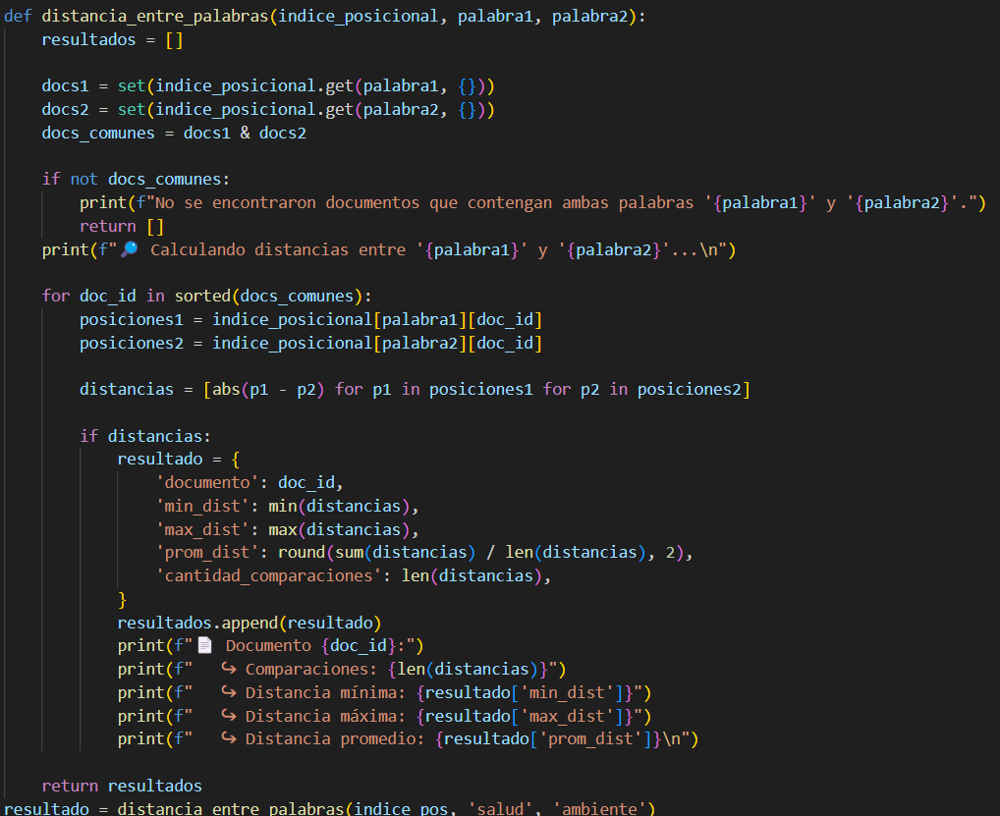 def distancia_entre_palabras(indice_posicional, palabra1, palabra2):
    resultados = []

    docs1 = set(indice_posicional.get(palabra1, {}))
    docs2 = set(indice_posicional.get(palabra2, {}))
    docs_comunes = docs1 & docs2

    if not docs_comunes:
        print(f"No se encontraron documentos que contengan ambas palabras '{palabra1}' y '{palabra2}'.")
        return []
    print(f"🔎 Calculando distancias entre '{palabra1}' y '{palabra2}'...\n")

    for doc_id in sorted(docs_comunes):
        posiciones1 = indice_posicional[palabra1][doc_id]
        posiciones2 = indice_posicional[palabra2][doc_id]

        distancias = [abs(p1 - p2) for p1 in posiciones1 for p2 in posiciones2]

        if distancias:
            resultado = {
                'documento': doc_id,
                'min_dist': min(distancias),
                'max_dist': max(distancias),
                'prom_dist': round(sum(distancias) / len(distancias), 2),
                'cantidad_comparaciones': len(distancias),
            }
            resultados.append(resultado)
            print(f"📄 Documento {doc_id}:")
            print(f"   ↪ Comparaciones: {len(distancias)}")
            print(f"   ↪ Distancia mínima: {resultado['min_dist']}")
            print(f"   ↪ Distancia máxima: {resultado['max_dist']}")
            print(f"   ↪ Distancia promedio: {resultado['prom_dist']}\n")

    return resultados
resultado = distancia_entre_palabras(indice_pos, 'salud', 'ambiente')